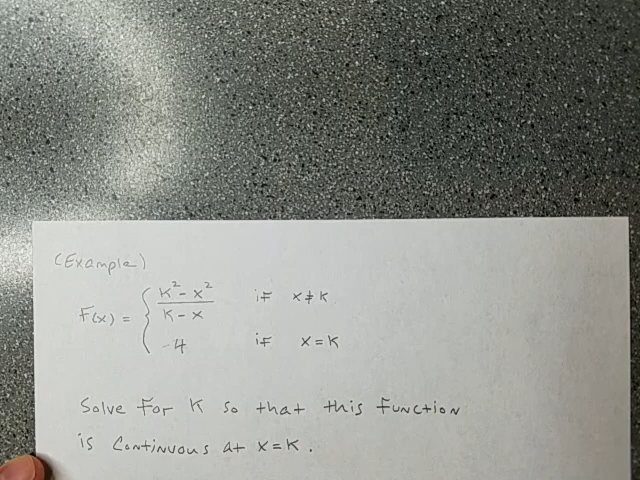 (Example)
F(x) = { K² - x² / K - x if x ≠ K
-4 if x = K
Solve For K so that this function
is continuous at x = K.